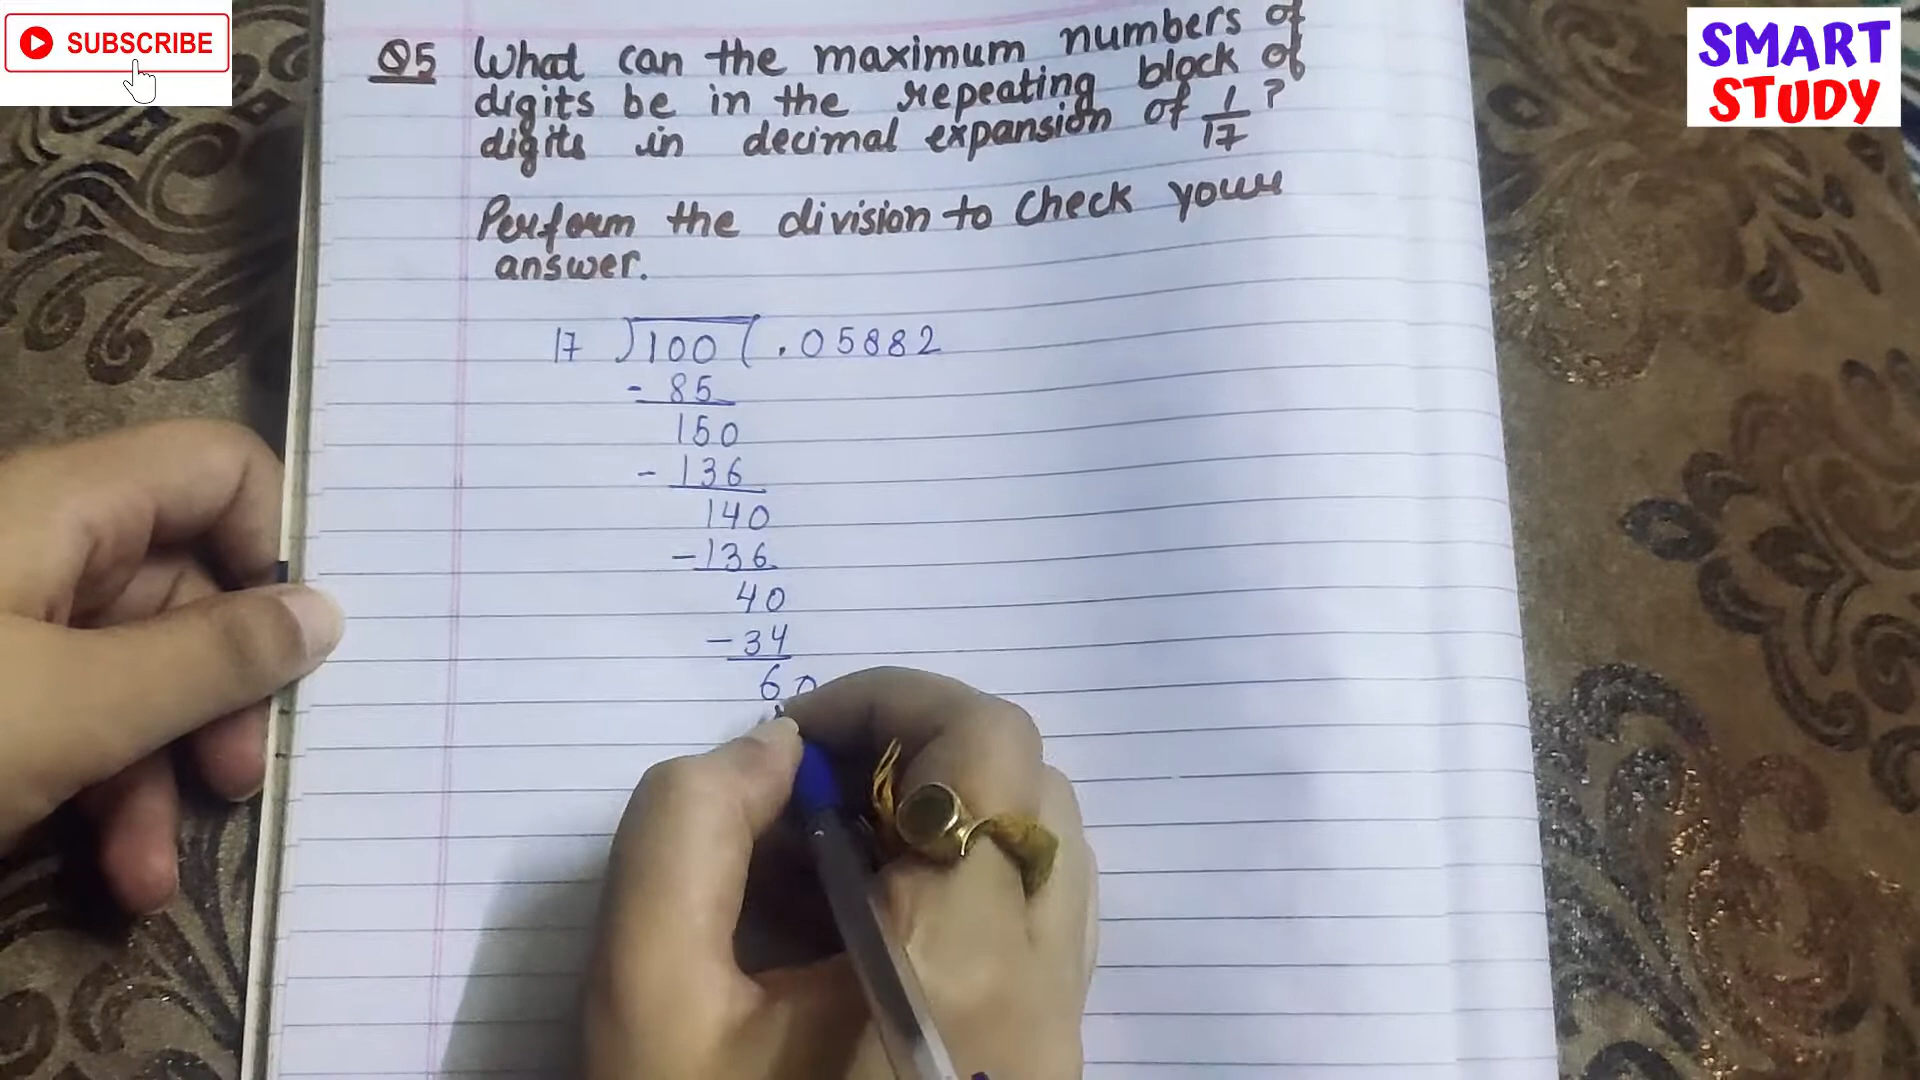 SUBSCRIBE
SMART
STUDY
Q5 What can the maximum numbers of
digits be in the repeating block of
digits in decimal expansion of 1/17?
Perform the division to check your
answer.
17 ) 100 ( .05882
- 85
150
- 136
140
- 136
40
- 34
60